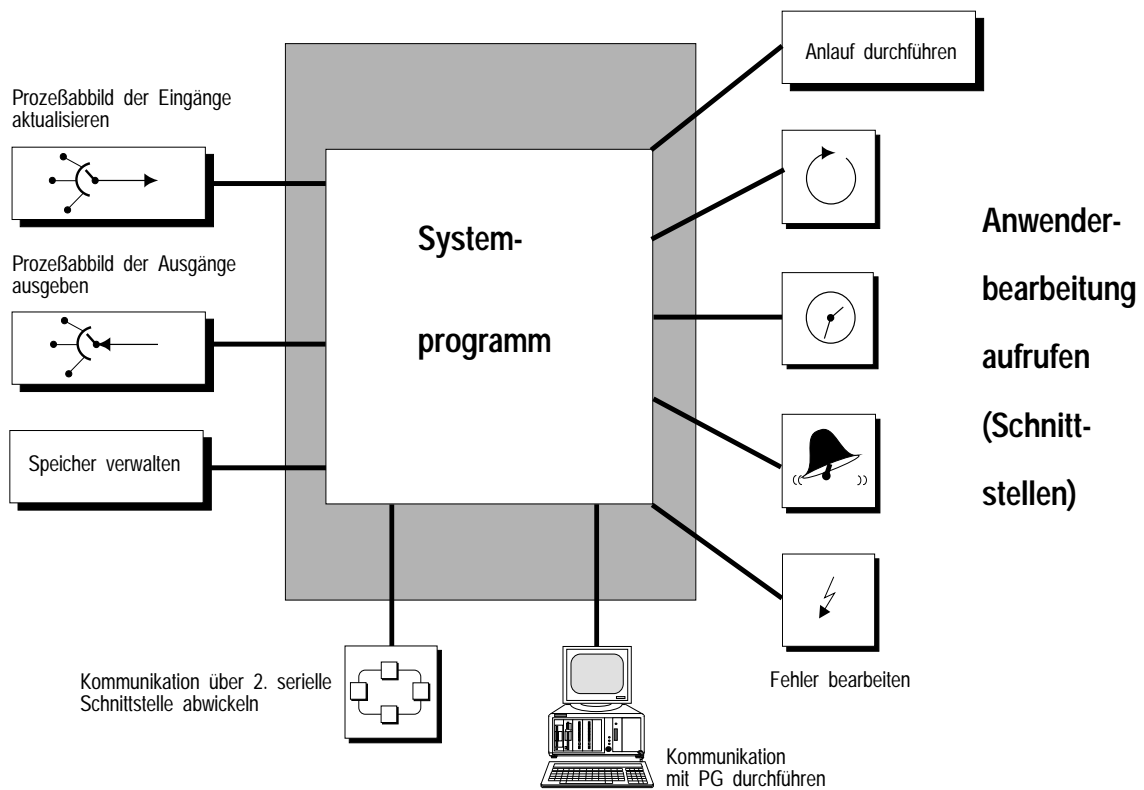 Prozeßabbild der Eingänge
aktualisieren
Prozeßabbild der Ausgänge
ausgeben
Speicher verwalten
System-
programm
Anlauf durchführen
Anwender-
bearbeitung
aufrufen
(Schnitt-
stellen)
Fehler bearbeiten
Kommunikation über 2. serielle
Schnittstelle abwickeln
Kommunikation
mit PG durchführen